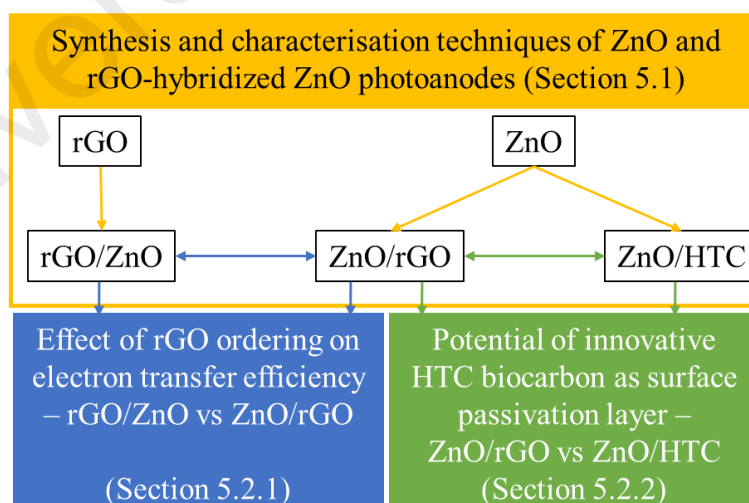 Synthesis and characterisation techniques of ZnO and
rGO-hybridized ZnO photoanodes (Section 5.1)
rGO
ZnO
rGO/ZnO
ZnO/rGO
ZnO/HTC
Effect of rGO ordering on
electron transfer efficiency
– rGO/ZnO vs ZnO/rGO
(Section 5.2.1)
Potential of innovative
HTC biocarbon as surface
passivation layer –
ZnO/rGO vs ZnO/HTC
(Section 5.2.2)